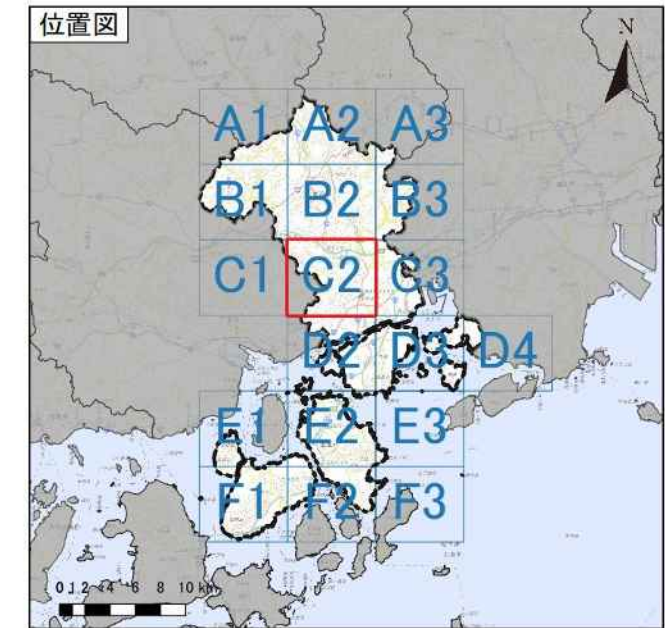 位置図
N
A1 A2 A3
B1 B2 B3
C1 C2 C3
D2 D3 D4
E1 E2 E3
F1 F2 F3
0 1 2 4 6 8 10 km